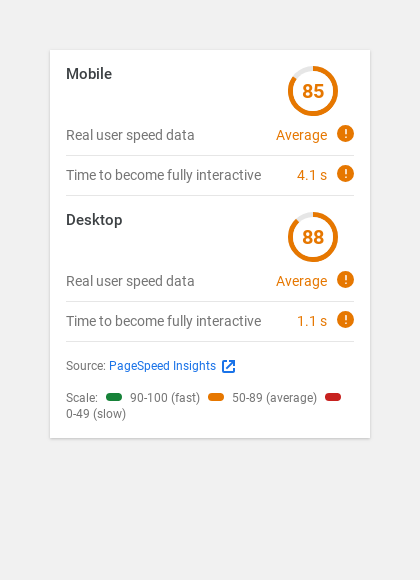 Mobile
85
Real user speed data Average
Time to become fully interactive 4.1 s
Desktop
88
Real user speed data Average
Time to become fully interactive 1.1 s
Source: PageSpeed Insights
Scale: 90-100 (fast) 50-89 (average)
0-49 (slow)